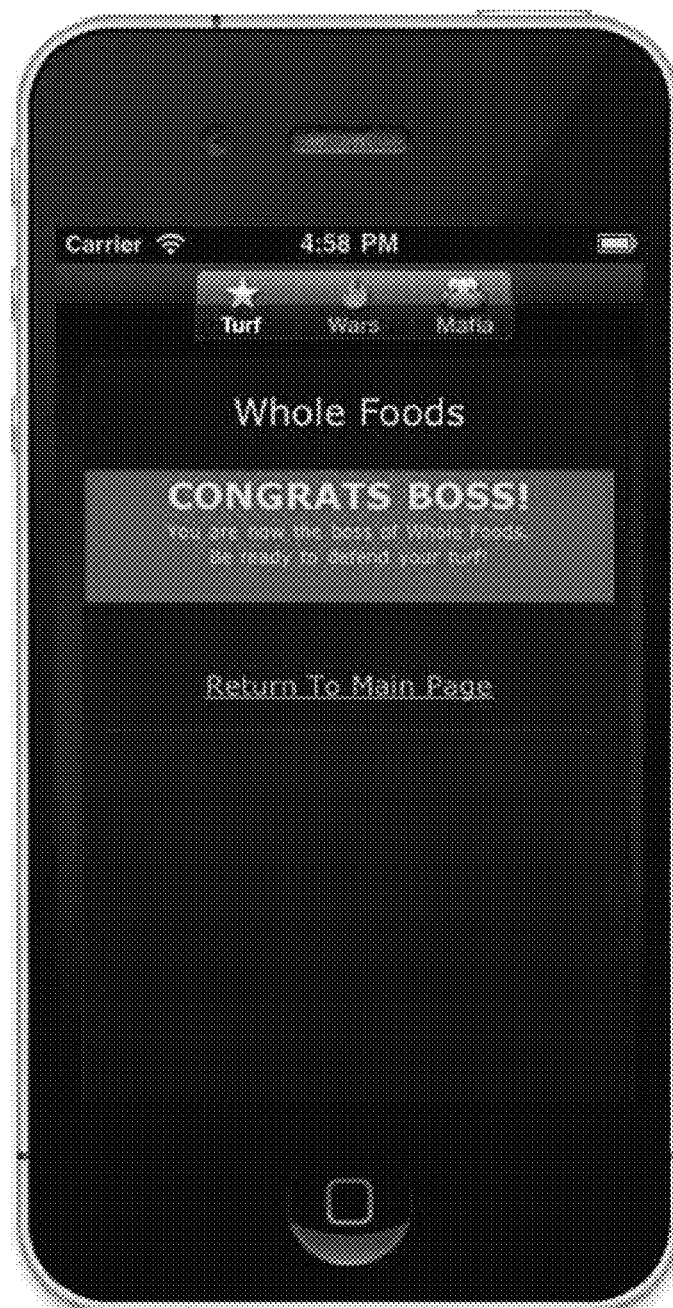 Carrier 4:58 PM
Turf Wars Mafia
Whole Foods
CONGRATS BOSS!
You are now the boss of Whole Foods.
Be ready to defend your turf
Return To Main Page